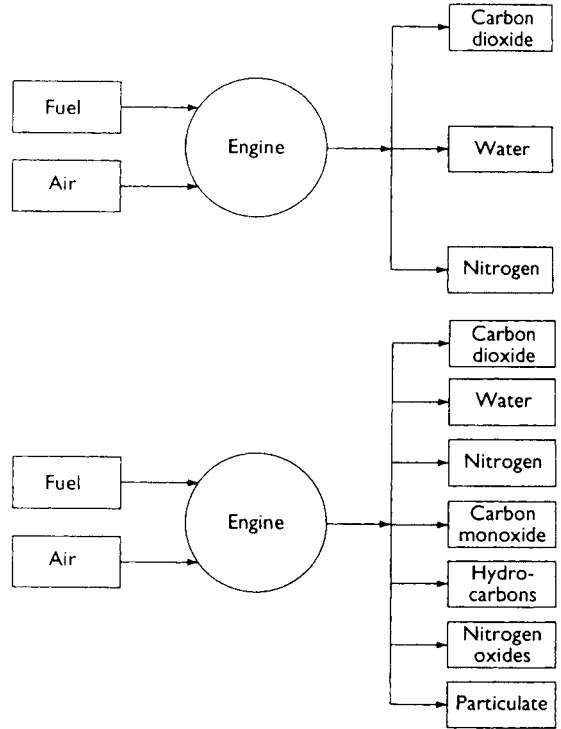 Carbon
dioxide
Fuel
Engine
Water
Air
Nitrogen
Carbon
dioxide
Water
Nitrogen
Fuel
Engine
Carbon
monoxide
Air
Hydro-
carbons
Nitrogen
oxides
Particulate